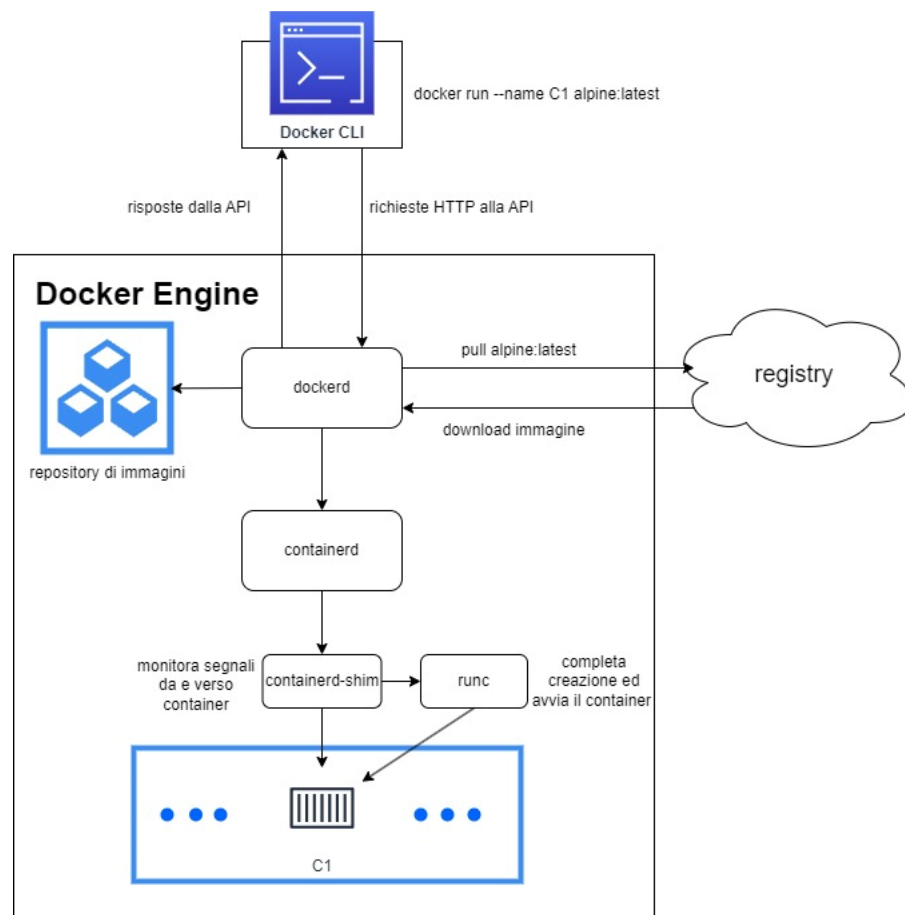 docker run --name C1 alpine:latest
Docker CLI
risposte dalla API
richieste HTTP alla API
Docker Engine
pull alpine:latest
registry
dockerd
download immagine
repository di immagini
containerd
monitora segnali
da e verso
container
containerd-shim
runc
completa
creazione ed
avvia il container
C1